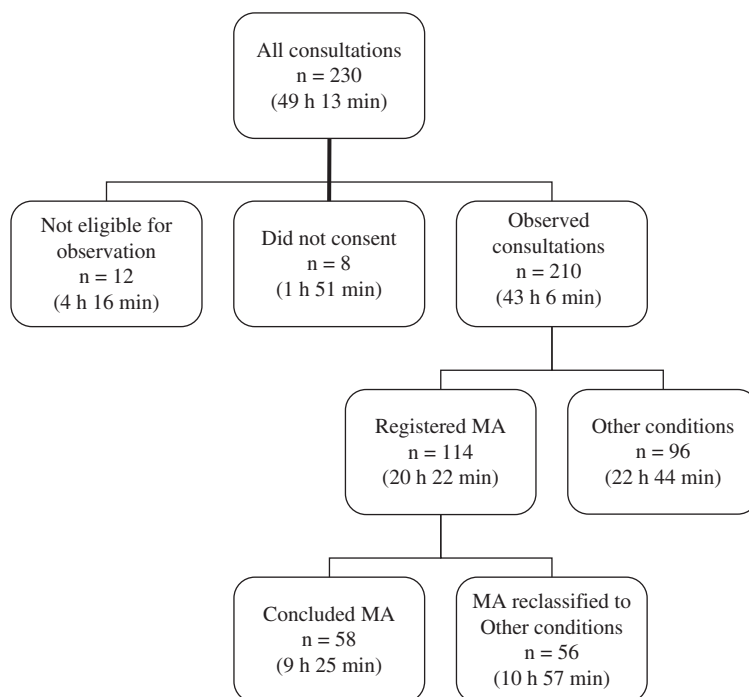 All consultations
n = 230
(49 h 13 min)
Not eligible for
observation
n = 12
(4 h 16 min)
Did not consent
n = 8
(1 h 51 min)
Observed
consultations
n = 210
(43 h 6 min)
Registered MA
n = 114
(20 h 22 min)
Other conditions
n = 96
(22 h 44 min)
Concluded MA
n = 58
(9 h 25 min)
MA reclassified to
Other conditions
n = 56
(10 h 57 min)